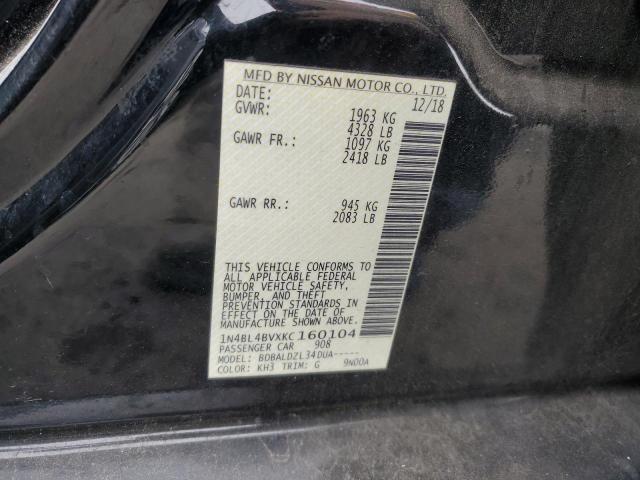 MFD BY NISSAN MOTOR CO., LTD.
DATE: 12/18
GVWR: 1963 KG
4328 LB
GAWR FR.: 1097 KG
2418 LB
GAWR RR.: 945 KG
2083 LB
THIS VEHICLE CONFORMS TO
ALL APPLICABLE FEDERAL
MOTOR VEHICLE SAFETY,
BUMPER, AND THEFT
PREVENTION STANDARDS IN
EFFECT ON THE DATE OF
MANUFACTURE SHOWN ABOVE.
1N4BL4BVXKC160104
PASSENGER CAR 908
MODEL: BDBALDZL34DUA-----
COLOR: KH3 TRIM: G 9N00A